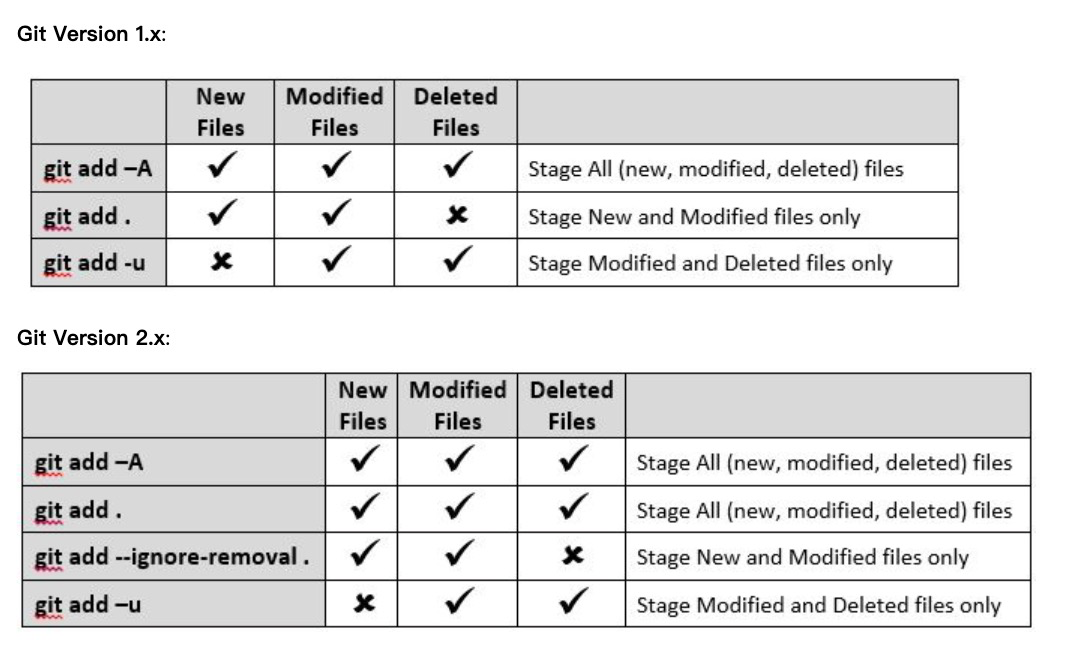 Git Version 1.x:
New Files Modified Files Deleted Files
git add –A ✓ ✓ ✓ Stage All (new, modified, deleted) files
git add . ✓ ✓ ✗ Stage New and Modified files only
git add -u ✗ ✓ ✓ Stage Modified and Deleted files only
Git Version 2.x:
New Files Modified Files Deleted Files
git add –A ✓ ✓ ✓ Stage All (new, modified, deleted) files
git add . ✓ ✓ ✓ Stage All (new, modified, deleted) files
git add --ignore-removal . ✓ ✓ ✗ Stage New and Modified files only
git add –u ✗ ✓ ✓ Stage Modified and Deleted files only